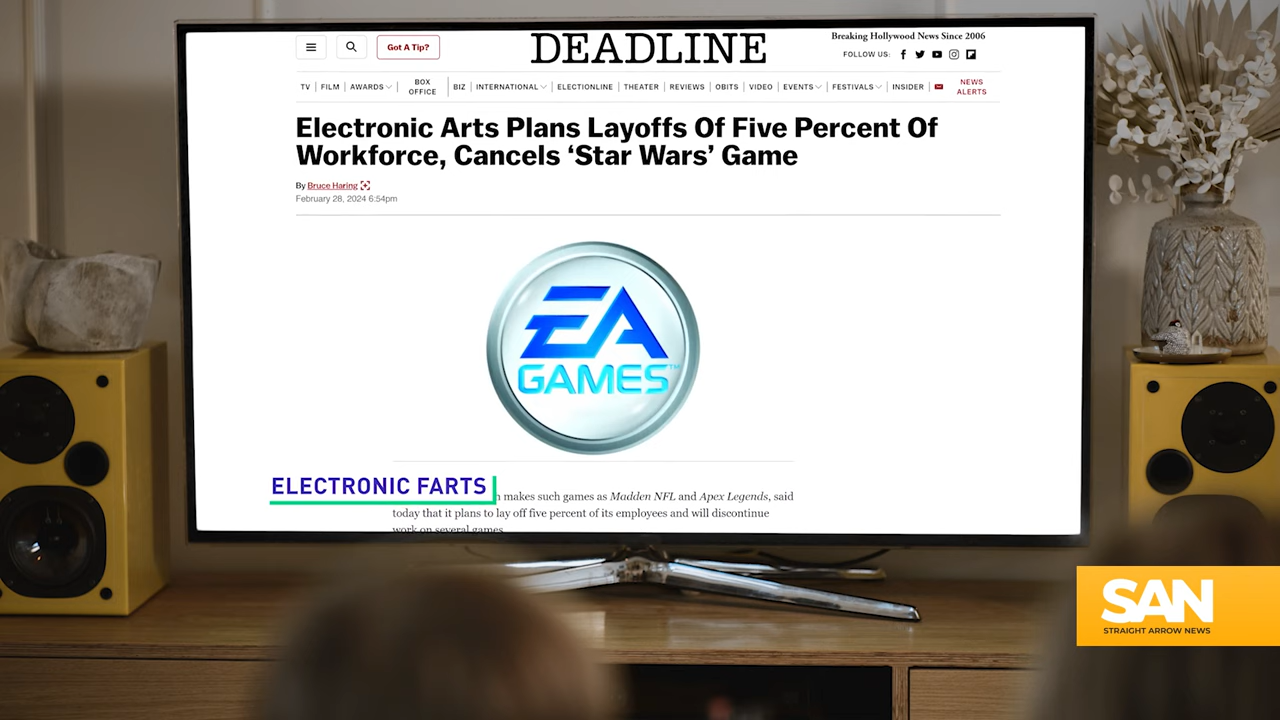 Got A Tip?
DEADLINE
Breaking Hollywood News Since 2006
FOLLOW US:
TV FILM AWARDS BOX OFFICE BIZ INTERNATIONAL ELECTIONLINE THEATER REVIEWS OBITS VIDEO EVENTS FESTIVALS INSIDER NEWS ALERTS
Electronic Arts Plans Layoffs Of Five Percent Of
Workforce, Cancels ‘Star Wars’ Game
By Bruce Haring
February 28, 2024 6:54pm
EA
GAMES™
ELECTRONIC FARTS
makes such games as Madden NFL and Apex Legends, said
today that it plans to lay off five percent of its employees and will discontinue
work on several games
SAN
STRAIGHT ARROW NEWS